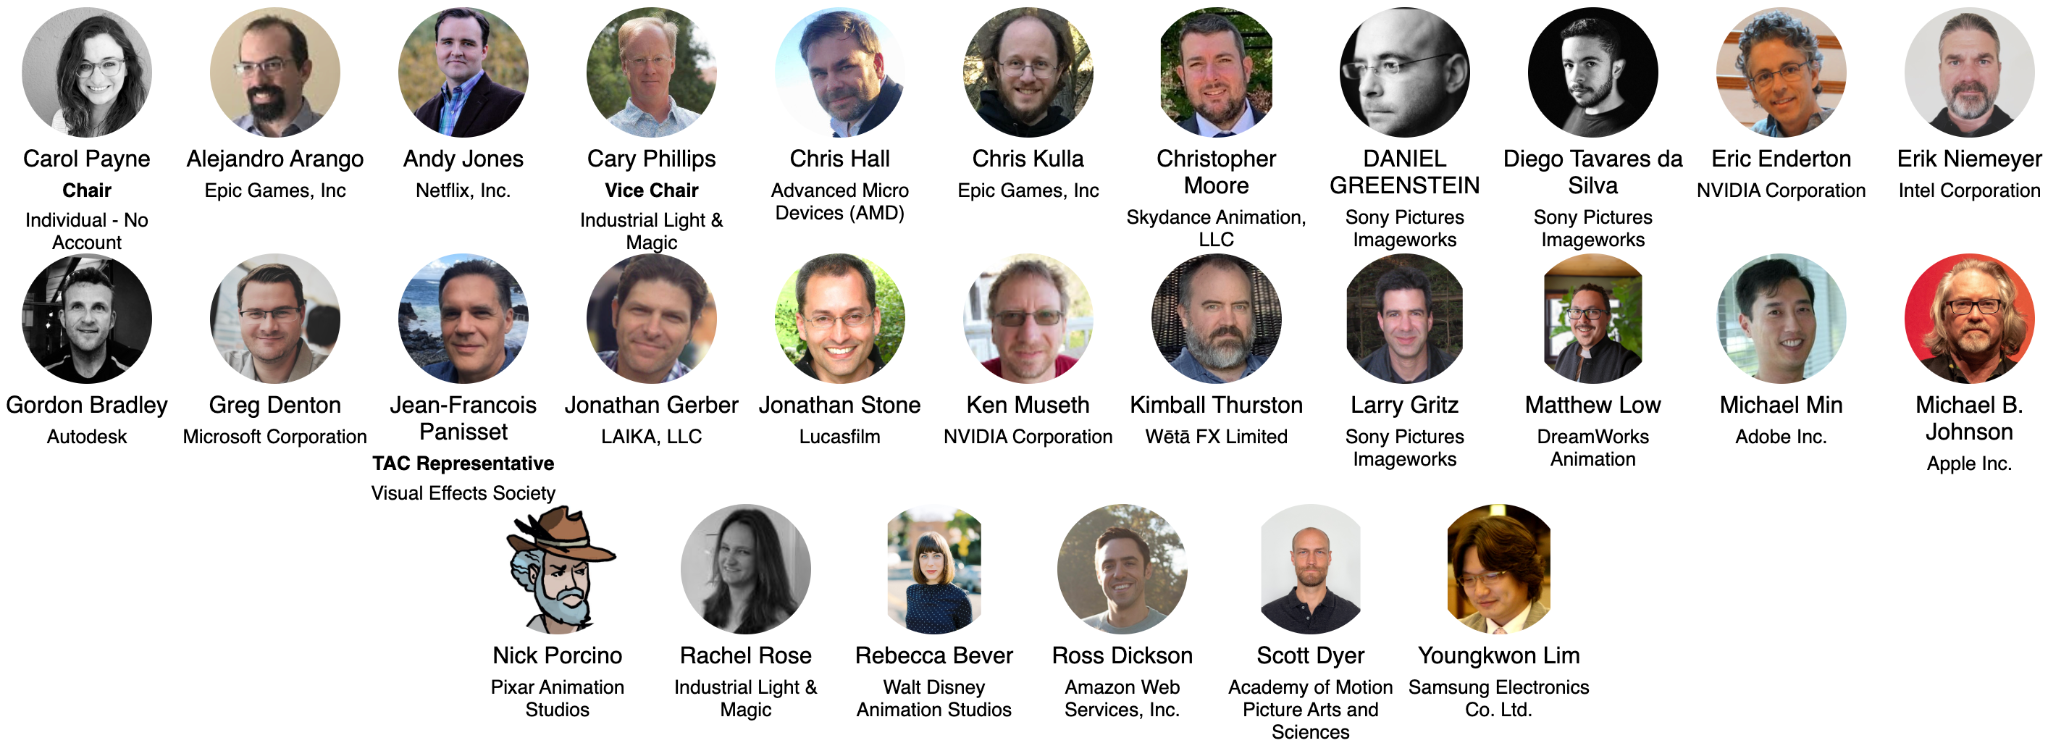 Carol Payne
Chair
Individual - No
Account
Alejandro Arango
Epic Games, Inc
Andy Jones
Netflix, Inc.
Cary Phillips
Vice Chair
Industrial Light &
Magic
Chris Hall
Advanced Micro
Devices (AMD)
Chris Kulla
Epic Games, Inc
Christopher
Moore
Skydance Animation,
LLC
DANIEL
GREENSTEIN
Sony Pictures
Imageworks
Diego Tavares da
Silva
Sony Pictures
Imageworks
Eric Enderton
NVIDIA Corporation
Erik Niemeyer
Intel Corporation
Gordon Bradley
Autodesk
Greg Denton
Microsoft Corporation
Jean-Francois
Panisset
TAC Representative
Visual Effects Society
Jonathan Gerber
LAIKA, LLC
Jonathan Stone
Lucasfilm
Ken Museth
NVIDIA Corporation
Kimball Thurston
Wētā FX Limited
Larry Gritz
Sony Pictures
Imageworks
Matthew Low
DreamWorks
Animation
Michael Min
Adobe Inc.
Michael B.
Johnson
Apple Inc.
Nick Porcino
Pixar Animation
Studios
Rachel Rose
Industrial Light &
Magic
Rebecca Bever
Walt Disney
Animation Studios
Ross Dickson
Amazon Web
Services, Inc.
Scott Dyer
Academy of Motion
Picture Arts and
Sciences
Youngkwon Lim
Samsung Electronics
Co. Ltd.